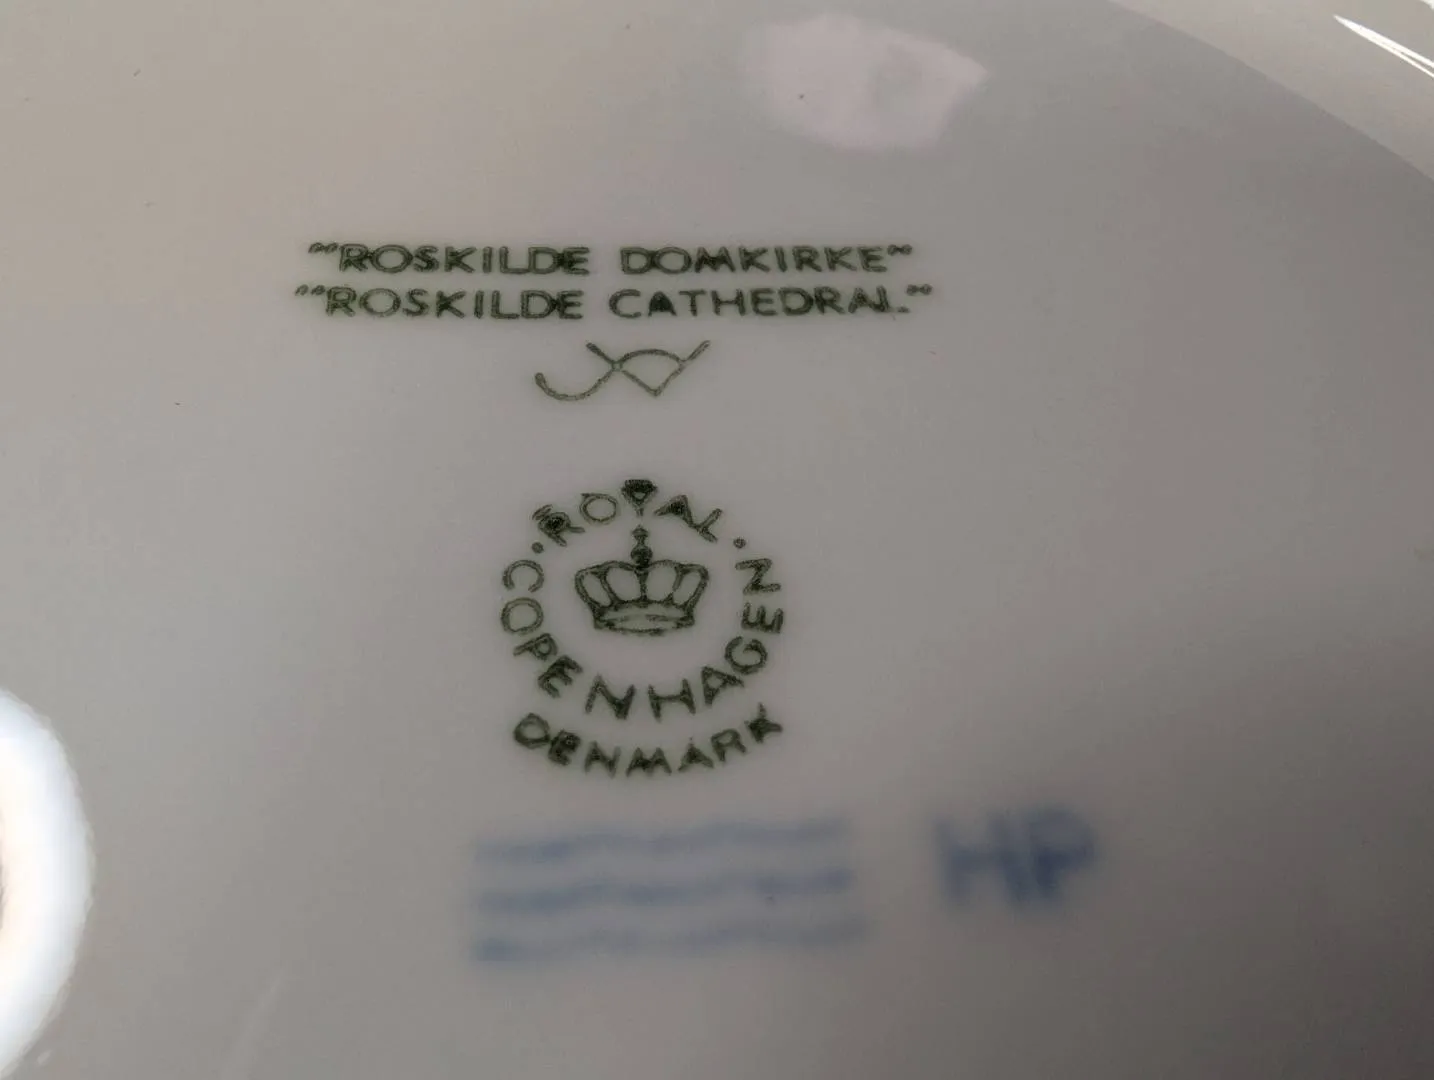 ""ROSKILDE DOMKIRKE""
""ROSKILDE CATHEDRAL.""
·ROYAL·
COPENHAGEN
DENMARK
HP